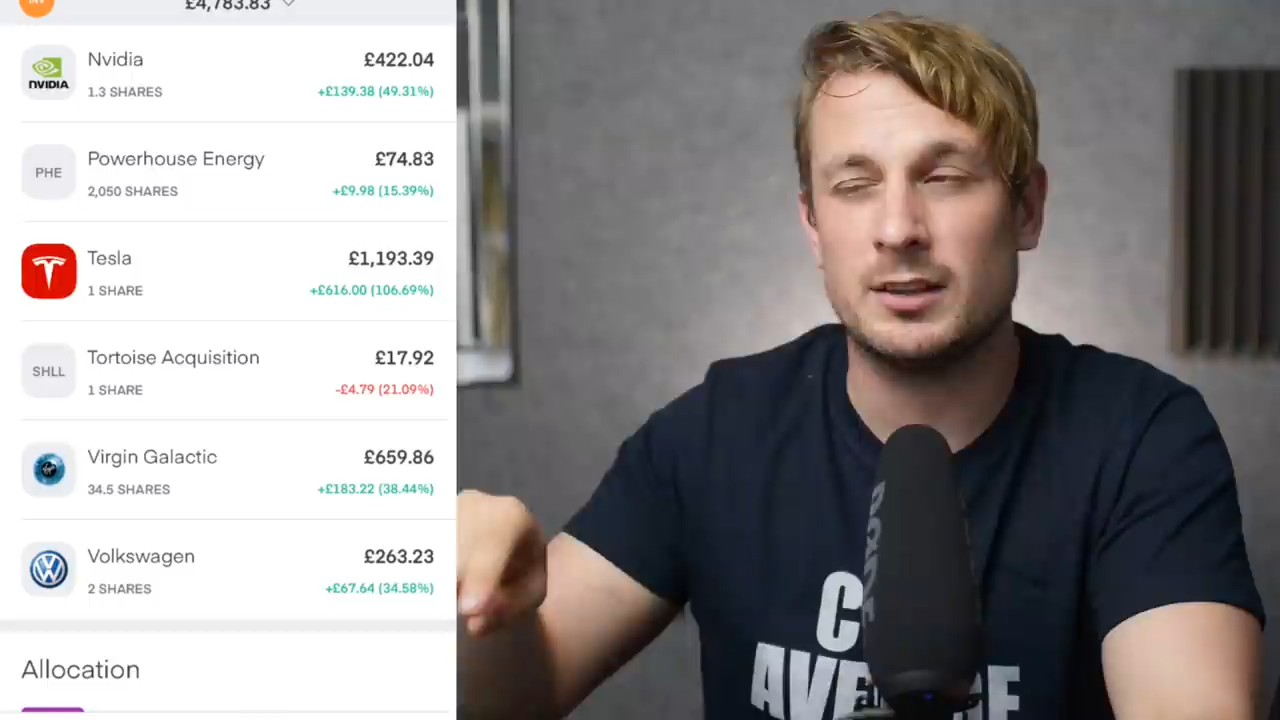 £4,783.83
Nvidia
£422.04
NVIDIA
1.3 SHARES
+£139.38 (49.31%)
Powerhouse Energy
£74.83
PHE
2,050 SHARES
+£9.98 (15.39%)
Tesla
£1,193.39
1 SHARE
+£616.00 (106.69%)
Tortoise Acquisition
£17.92
SHLL
1 SHARE
-£4.79 (21.09%)
Virgin Galactic
£659.86
34.5 SHARES
+£183.22 (38.44%)
Volkswagen
£263.23
2 SHARES
+£67.64 (34.58%)
Allocation
RODE